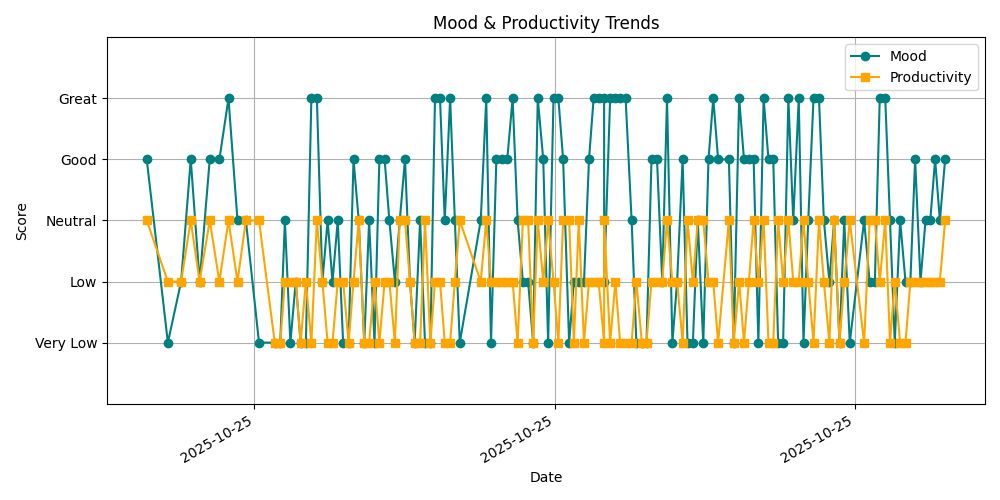 Mood & Productivity Trends
Mood
Productivity
Great
Good
Neutral
Low
Very Low
Score
2025-10-25
2025-10-25
2025-10-25
Date